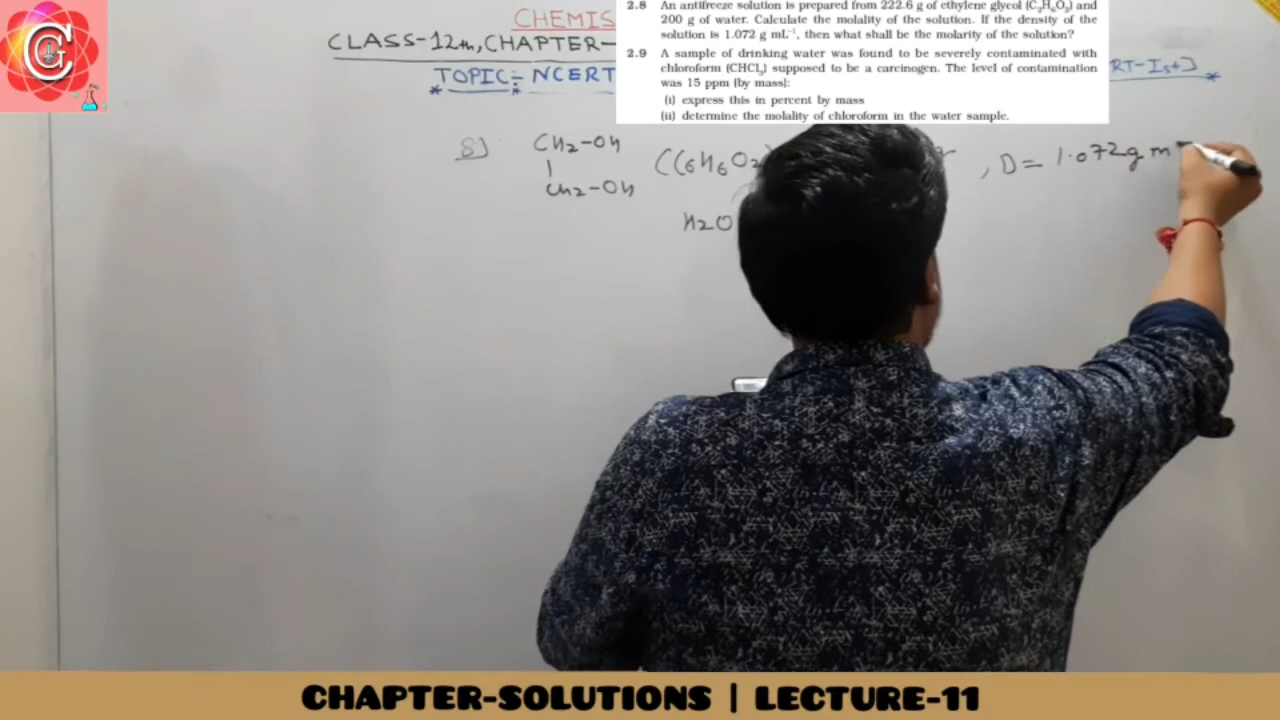 CHEMIS
CLASS-12th, CHAPTER-
TOPIC:- NCERT
RT-Is+]
2.8 An antifreeze solution is prepared from 222.6 g of ethylene glycol (C₂H₆O₂) and
200 g of water. Calculate the molality of the solution. If the density of the
solution is 1.072 g mL⁻¹, then what shall be the molarity of the solution?
2.9 A sample of drinking water was found to be severely contaminated with
chloroform (CHCl₃) supposed to be a carcinogen. The level of contamination
was 15 ppm (by mass):
(i) express this in percent by mass
(ii) determine the molality of chloroform in the water sample.
8] CH2-OH (C6H6O2 , D = 1.072g m
CH2-OH
H2O
CHAPTER-SOLUTIONS | LECTURE-11